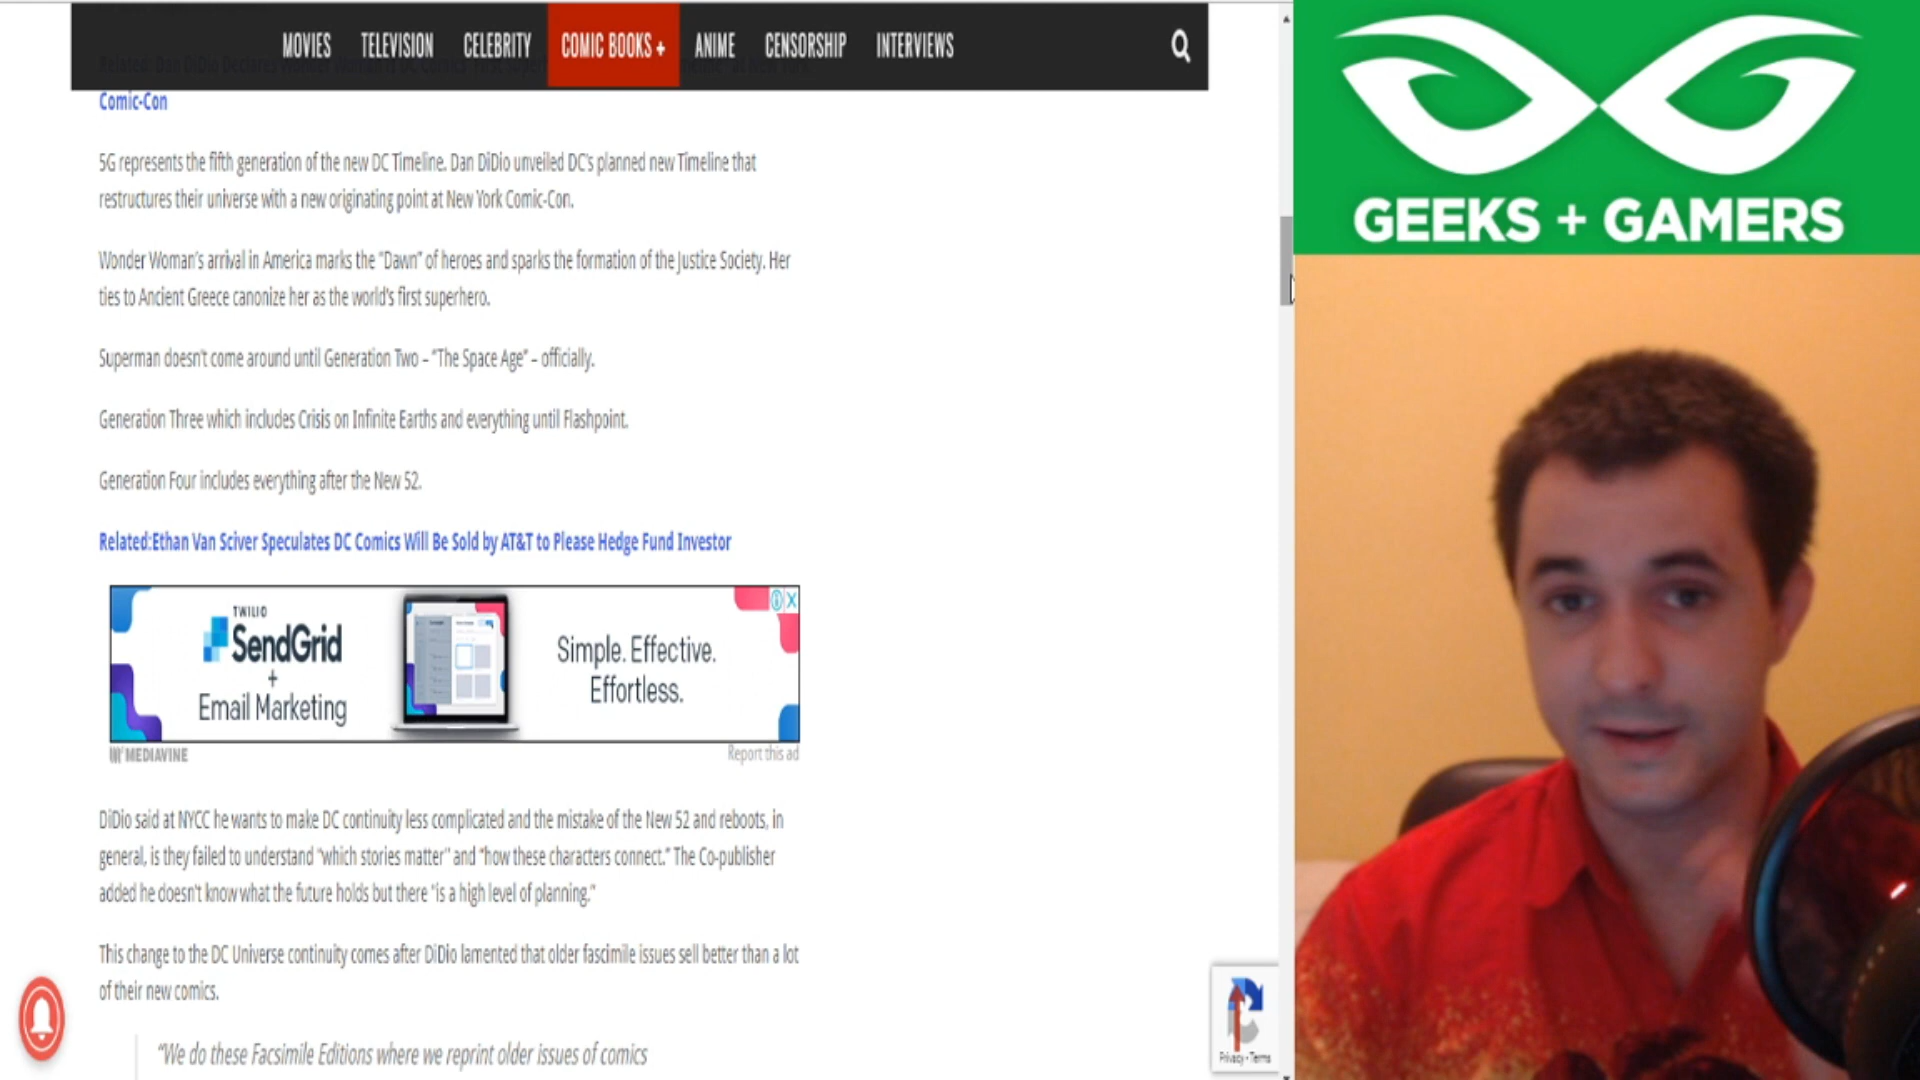 MOVIES TELEVISION CELEBRITY COMIC BOOKS + ANIME CENSORSHIP INTERVIEWS
Comic-Con
5G represents the fifth generation of the new DC Timeline. Dan DiDio unveiled DC's planned new Timeline that
restructures their universe with a new originating point at New York Comic-Con.
Wonder Woman's arrival in America marks the "Dawn" of heroes and sparks the formation of the Justice Society. Her
ties to Ancient Greece canonize her as the world's first superhero.
Superman doesn't come around until Generation Two – "The Space Age" – officially.
Generation Three which includes Crisis on Infinite Earths and everything until Flashpoint.
Generation Four includes everything after the New 52.
Related:Ethan Van Sciver Speculates DC Comics Will Be Sold by AT&T to Please Hedge Fund Investor
TWILIO
SendGrid
+
Email Marketing
Simple. Effective.
Effortless.
MEDIAVINE
Report this ad
DiDio said at NYCC he wants to make DC continuity less complicated and the mistake of the New 52 and reboots, in
general, is they failed to understand "which stories matter" and "how these characters connect." The Co-publisher
added he doesn't know what the future holds but there "is a high level of planning."
This change to the DC Universe continuity comes after DiDio lamented that older fascimile issues sell better than a lot
of their new comics.
"We do these Facsimile Editions where we reprint older issues of comics
Privacy - Terms
GEEKS + GAMERS